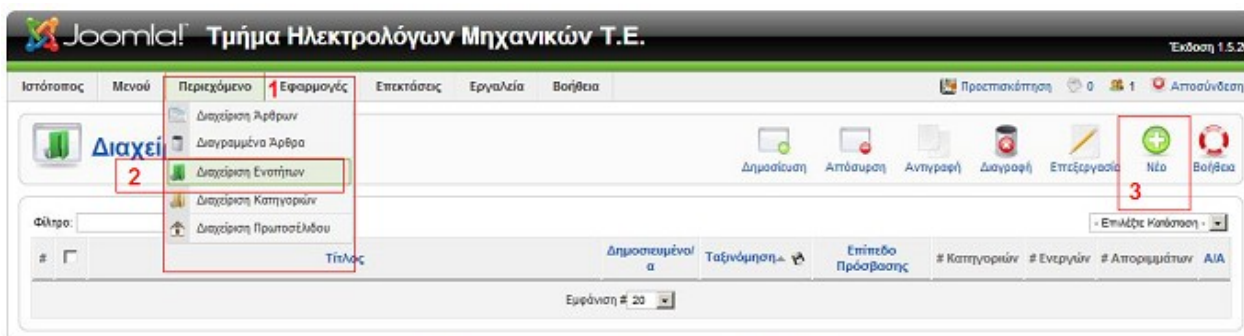 Joomla! Τμήμα Ηλεκτρολόγων Μηχανικών Τ.Ε.
Έκδοση 1.5.2
Ιστότοπος Μενού Περιεχόμενο 1 Εφαρμογές Επεκτάσεις Εργαλεία Βοήθεια Προεπισκόπηση 0 1 Αποσύνδεση
Διαχείριση Άρθρων
Διαγραμμένα Άρθρα
Διαχεί
2 Διαχείριση Ενοτήτων
Διαχείριση Κατηγοριών
Διαχείριση Πρωτοσέλιδου
Δημοσίευση Απόσυρση Αντιγραφή Διαγραφή Επεξεργασία Νέο Βοήθεια
3
Φίλτρο:
- Επιλέξτε Κατάσταση -
# Τίτλος Δημοσιευμένο/α Ταξινόμηση Επίπεδο Πρόσβασης # Κατηγοριών # Ενεργών # Απορριμμάτων Α/Α
Εμφάνιση # 20